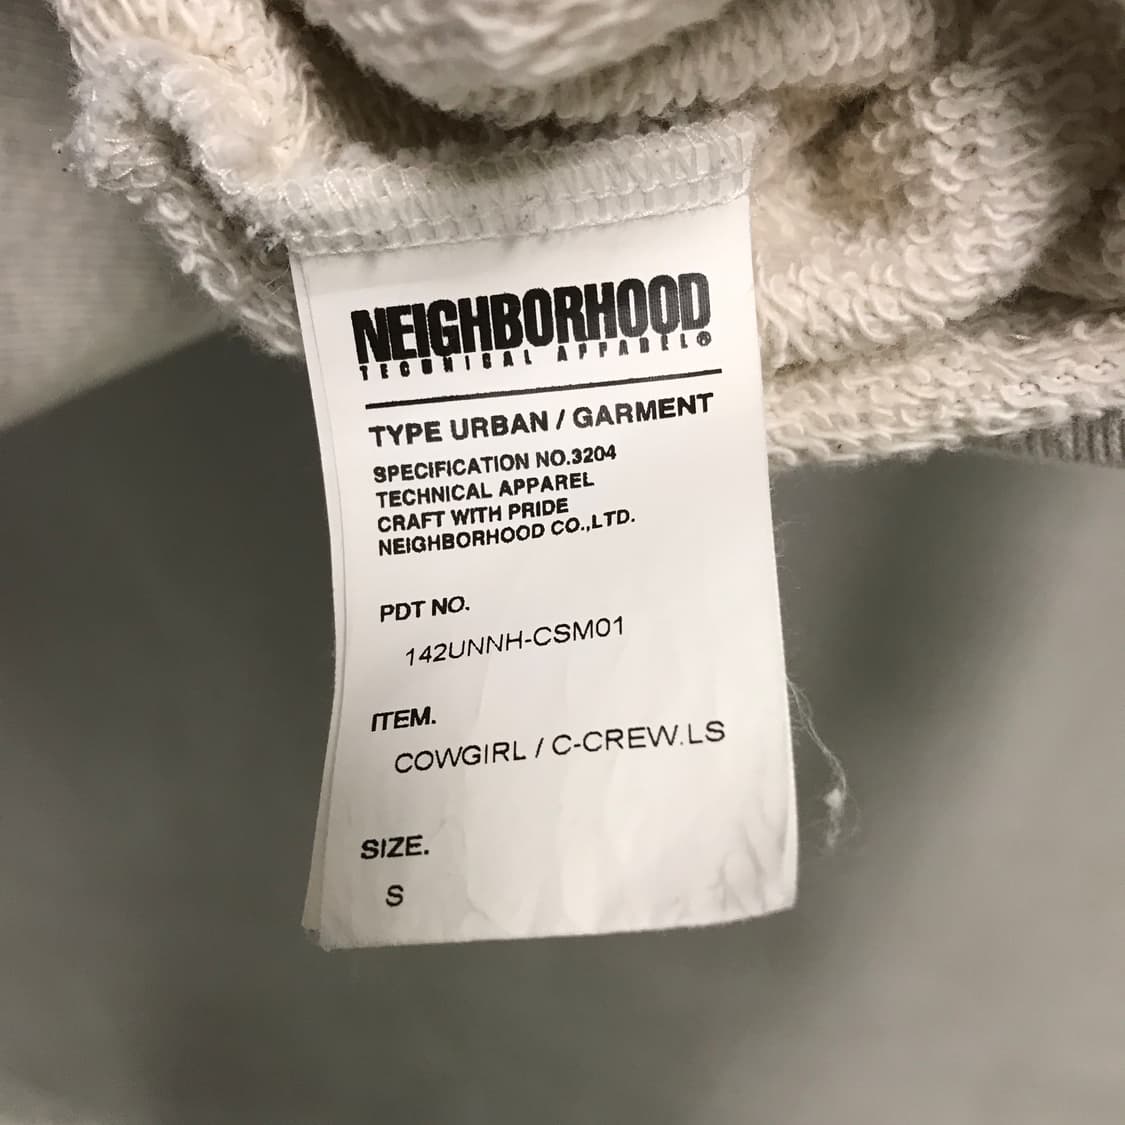 NEIGHBORHOOD
TECHNICAL APPAREL®
TYPE URBAN / GARMENT
SPECIFICATION NO.3204
TECHNICAL APPAREL
CRAFT WITH PRIDE
NEIGHBORHOOD CO.,LTD.
PDT NO.
142UNNH-CSM01
ITEM.
COWGIRL / C-CREW.LS
SIZE.
S